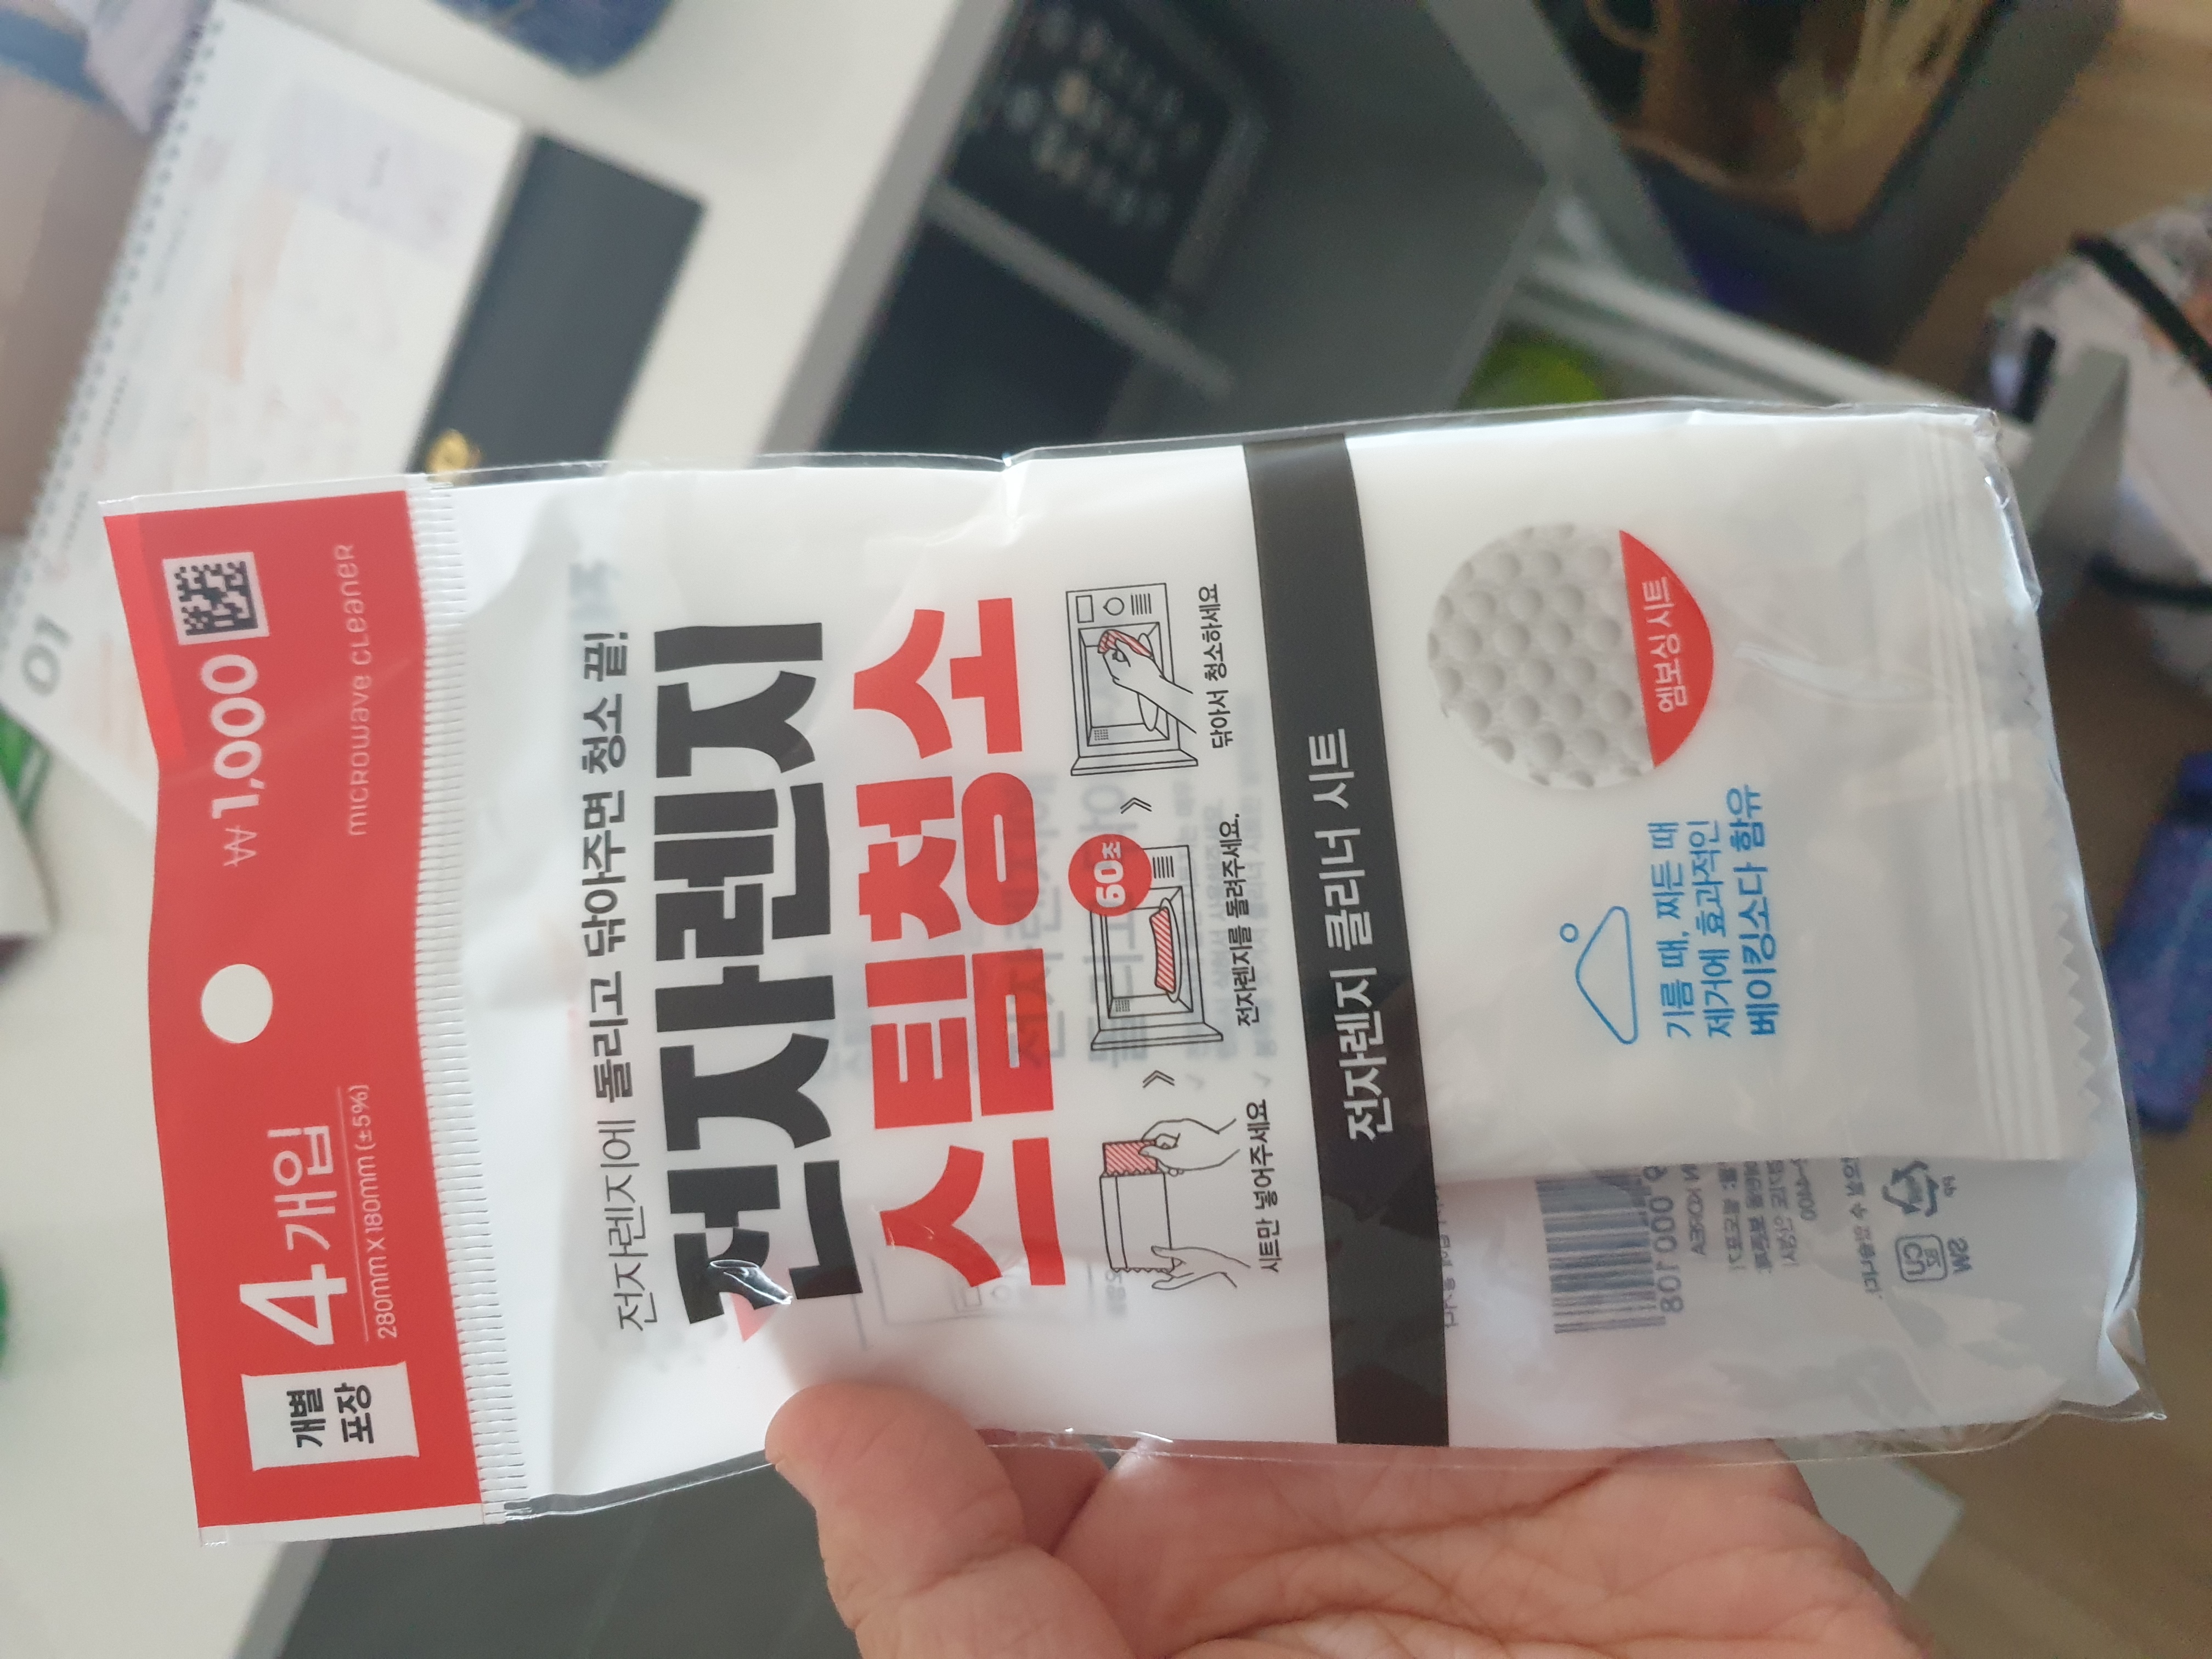 개별
포장
4개입
280mm X 180mm (±5%)
₩1,000
microwave cleaner
전자렌지에 돌리고 닦아주면 청소 끝!
전자렌지
스팀청소
시트만 넣어주세요
60초
전자렌지를 돌려주세요.
닦아서 청소하세요
전자렌지 클리너 시트
기름 때, 찌든 때
제거에 효과적인
베이킹소다 함유
엠보싱 시트
01